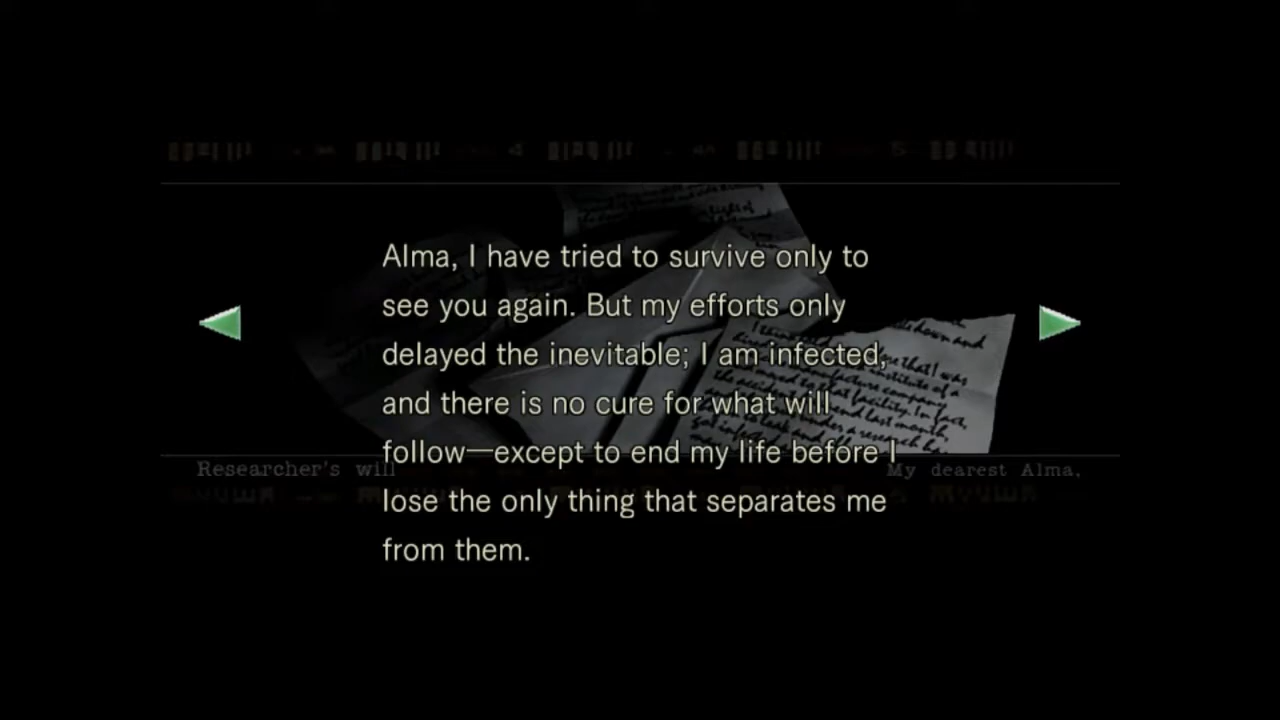 Alma, I have tried to survive only to
see you again. But my efforts only
delayed the inevitable; I am infected,
and there is no cure for what will
follow—except to end my life before I
lose the only thing that separates me
from them.
Researcher's will
My dearest Alma,